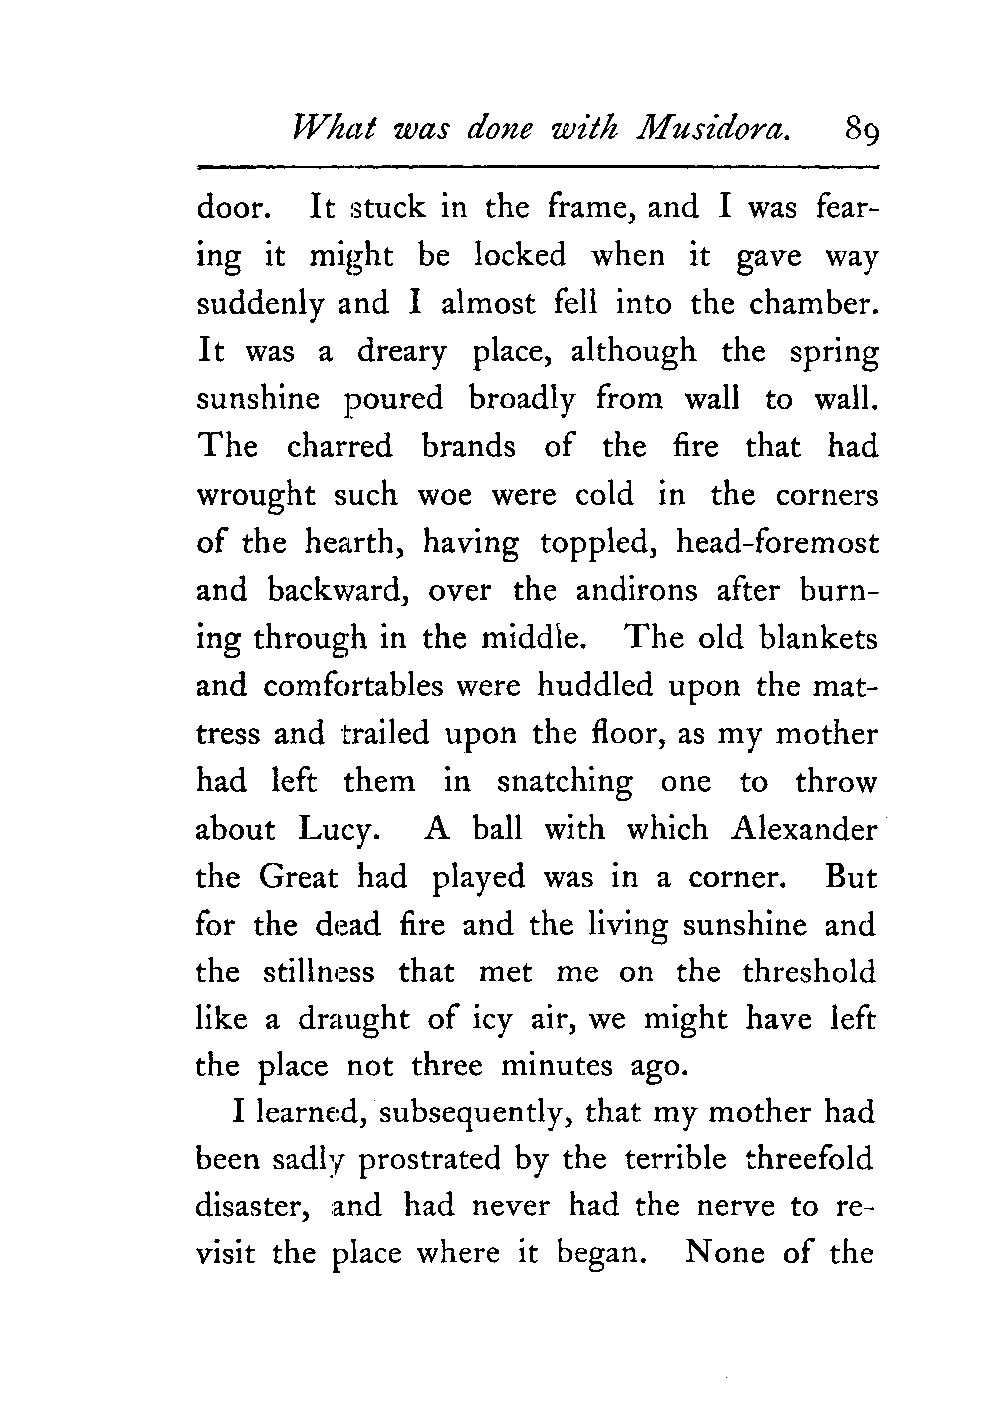 What was done with Musidora. 89
door. It stuck in the frame, and I was fear-
ing it might be locked when it gave way
suddenly and I almost fell into the chamber.
It was a dreary place, although the spring
sunshine poured broadly from wall to wall.
The charred brands of the fire that had
wrought such woe were cold in the corners
of the hearth, having toppled, head-foremost
and backward, over the andirons after burn-
ing through in the middle. The old blankets
and comfortables were huddled upon the mat-
tress and trailed upon the floor, as my mother
had left them in snatching one to throw
about Lucy. A ball with which Alexander
the Great had played was in a corner. But
for the dead fire and the living sunshine and
the stillness that met me on the threshold
like a draught of icy air, we might have left
the place not three minutes ago.
I learned, subsequently, that my mother had
been sadly prostrated by the terrible threefold
disaster, and had never had the nerve to re-
visit the place where it began. None of the